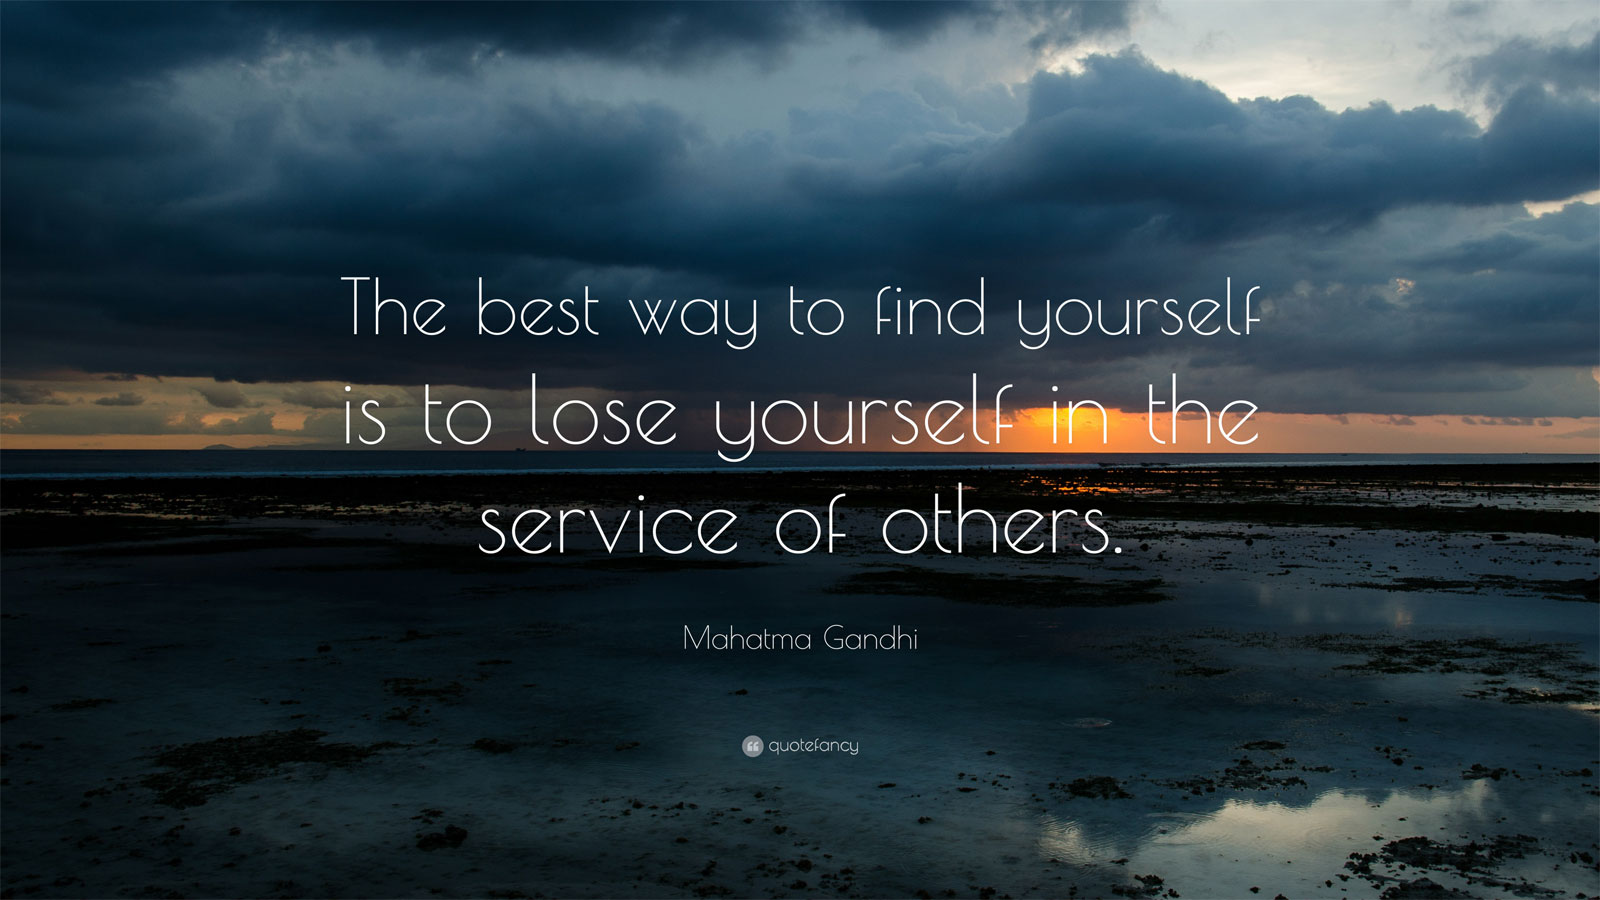 The best way to find yourself
is to lose yourself in the
service of others.
Mahatma Gandhi
quotefancy